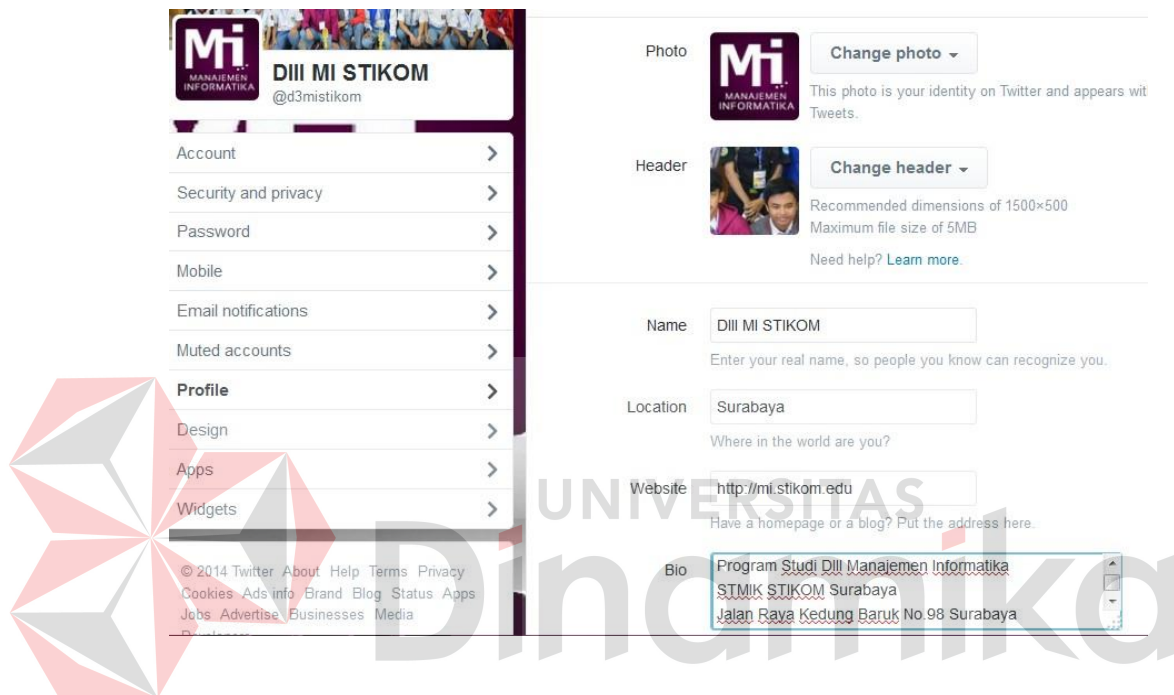 Mi
MANAJEMEN
INFORMATIKA
DIII MI STIKOM
@d3mistikom
Account
Security and privacy
Password
Mobile
Email notifications
Muted accounts
Profile
Design
Apps
Widgets
© 2014 Twitter About Help Terms Privacy
Cookies Ads info Brand Blog Status Apps
Jobs Advertise Businesses Media
Photo
Mi
MANAJEMEN
INFORMATIKA
Change photo
This photo is your identity on Twitter and appears wit
Tweets.
Header
Change header
Recommended dimensions of 1500×500
Maximum file size of 5MB
Need help? Learn more.
Name
DIII MI STIKOM
Enter your real name, so people you know can recognize you.
Location
Surabaya
Where in the world are you?
Website
http://mi.stikom.edu
Have a homepage or a blog? Put the address here.
Bio
Program Studi DIII Manajemen Informatika
STMIK STIKOM Surabaya
Jalan Raya Kedung Baruk No.98 Surabaya
UNIVERSITAS
Dinamika